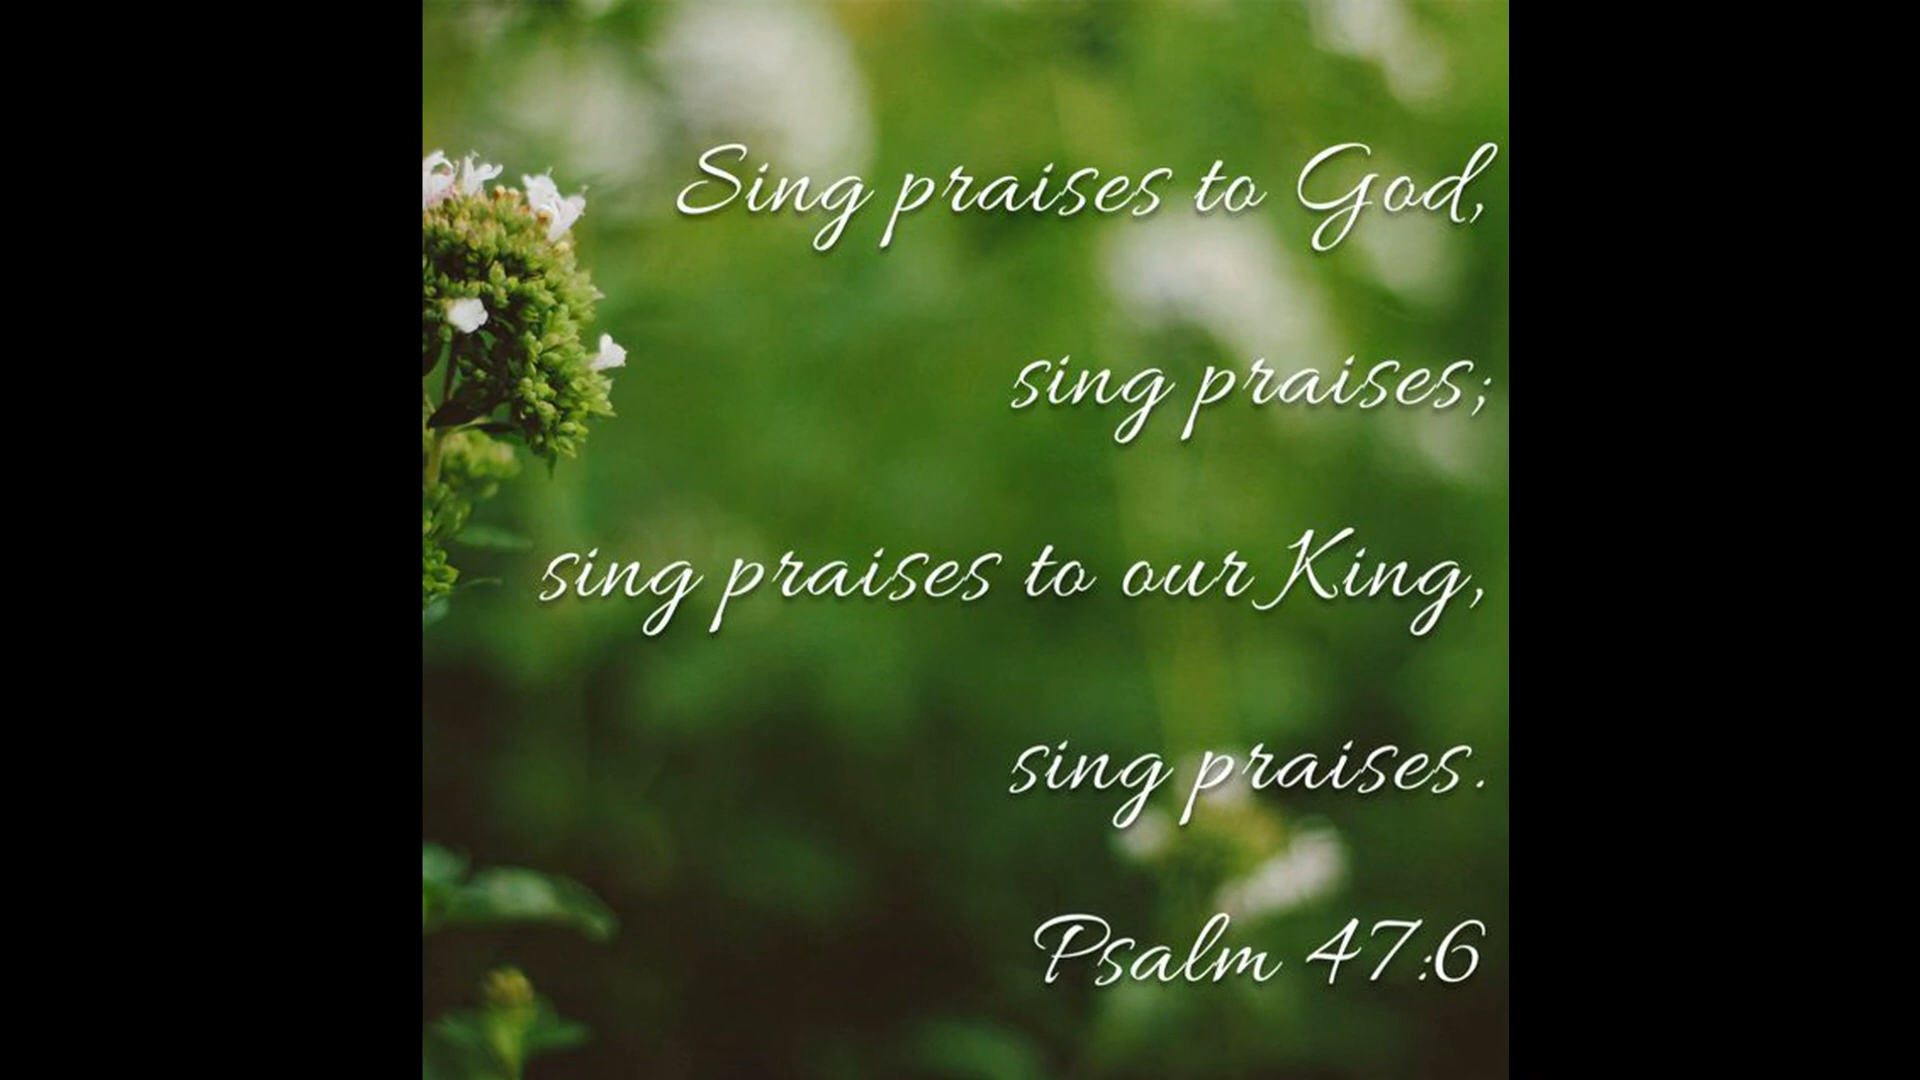 Sing praises to God,
sing praises;
sing praises to our King,
sing praises.
Psalm 47:6